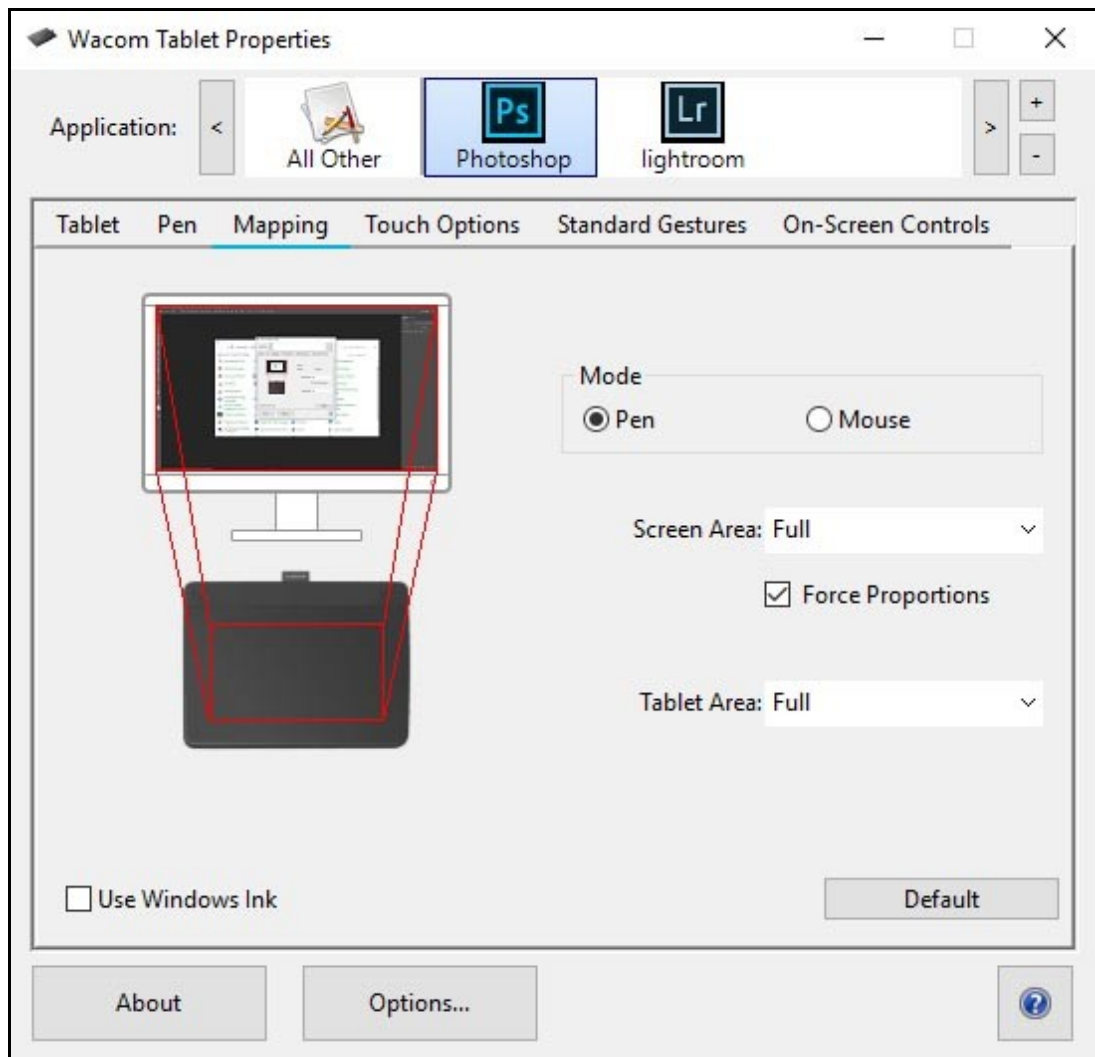 Wacom Tablet Properties
Application:
<
Ps
Lr
>
+
-
All Other
Photoshop
lightroom
Tablet Pen Mapping Touch Options Standard Gestures On-Screen Controls
Mode
Pen Mouse
Screen Area: Full
Force Proportions
Tablet Area: Full
Use Windows Ink
Default
About
Options...
?